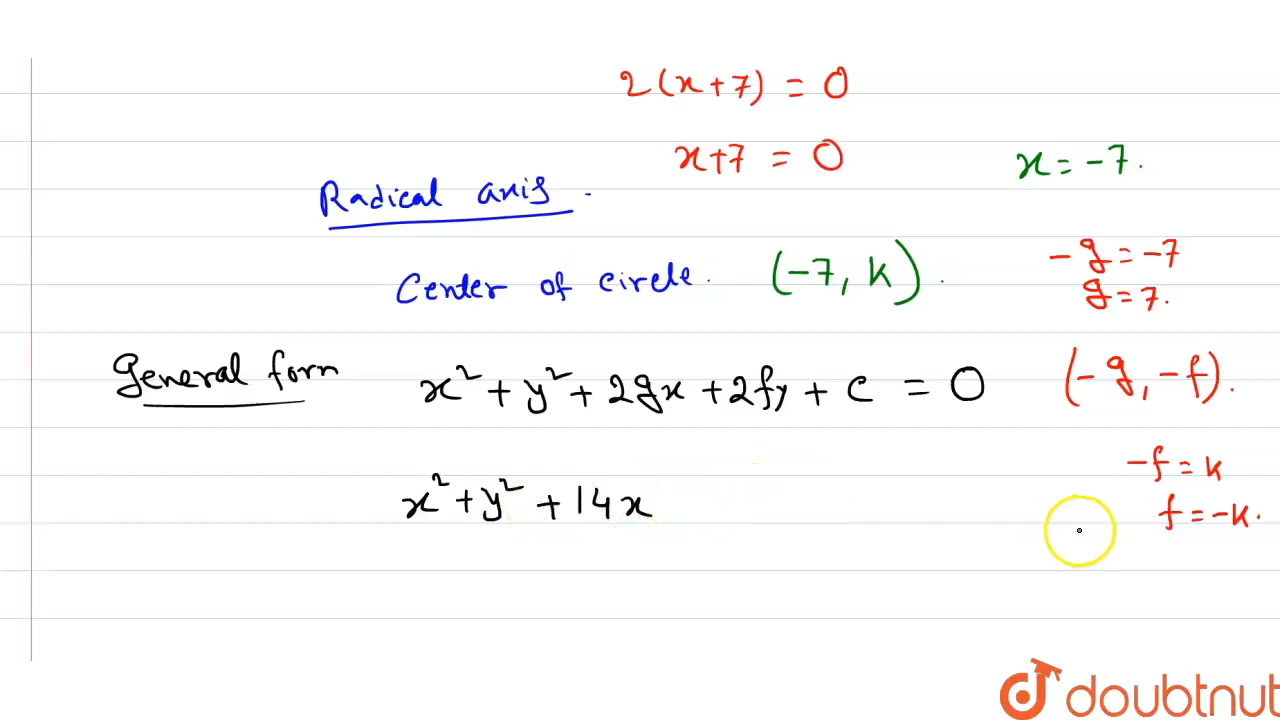 2(x+7) = 0
x+7 = 0
x = -7.
Radical axis.
Center of circle. (-7, k).
-g = -7
g = 7.
General form x² + y² + 2gx + 2fy + c = 0
(-g, -f).
-f = k
f = -k.
x² + y² + 14x
doubtnut